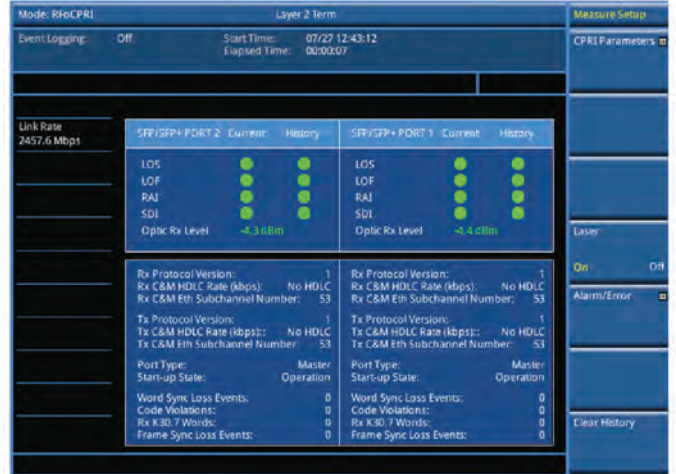 Mode: RFoCPRI Layer 2 Term Measure Setup
Event Logging: Off Start Time: 07/27 12:43:12
Elapsed Time: 00:00:07
CPRI Parameters
Link Rate
2457.6 Mbps
SFP/SFP+ PORT 2 Current History SFP/SFP+ PORT 1 Current History
LOS LOS
LOF LOF
RAI RAI
SDI SDI
Optic Rx Level -4.3 dBm Optic Rx Level -4.4 dBm
Laser
On Off
Rx Protocol Version: 1 Rx Protocol Version: 1
Rx C&M HDLC Rate (kbps): No HDLC Rx C&M HDLC Rate (kbps): No HDLC
Rx C&M Eth Subchannel Number: 53 Rx C&M Eth Subchannel Number: 53
Alarm/Error
Tx Protocol Version: 1 Tx Protocol Version: 1
Tx C&M HDLC Rate (kbps):: No HDLC Tx C&M HDLC Rate (kbps):: No HDLC
Tx C&M Eth Subchannel Number: 53 Tx C&M Eth Subchannel Number: 53
Port Type: Master Port Type: Master
Start-up State: Operation Start-up State: Operation
Word Sync Loss Events: 0 Word Sync Loss Events: 0
Code Violations: 0 Code Violations: 0
Rx K30.7 Words: 0 Rx K30.7 Words: 0
Frame Sync Loss Events: 0 Frame Sync Loss Events: 0
Clear History